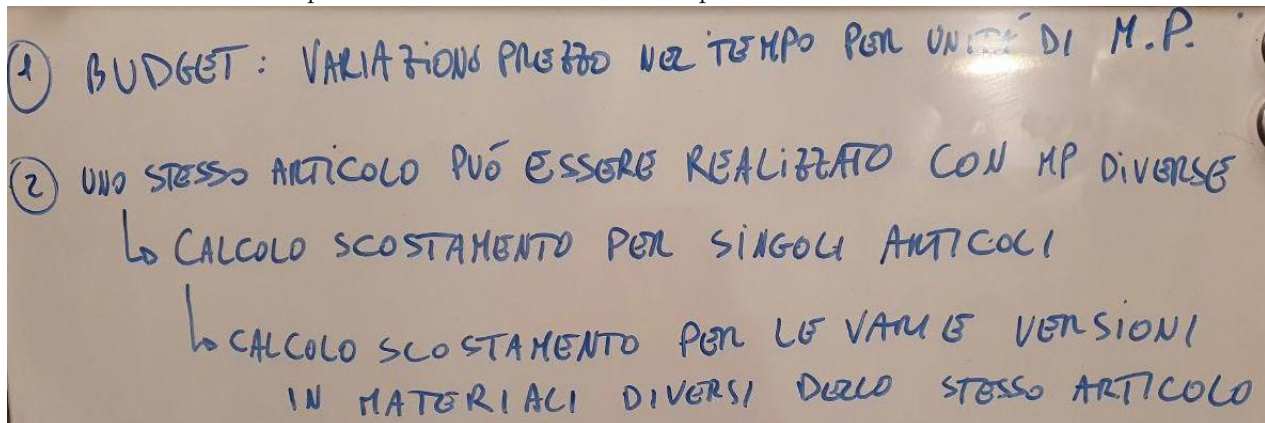 ① BUDGET: VARIAZIONE PREZZO NEL TEMPO PER UNITÀ DI M.P.
② UNO STESSO ARTICOLO PUÓ ESSERE REALIZZATO CON MP DIVERSE
↳ CALCOLO SCOSTAMENTO PER SINGOLI ARTICOLI
↳ CALCOLO SCOSTAMENTO PER LE VARIE VERSIONI
IN MATERIALI DIVERSI DELLO STESSO ARTICOLO